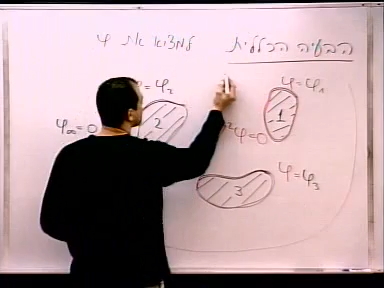 הבעיה הכללית למצוא את φ
φ = φ₂ φ = φ₁
φ∞ = 0 2 ²φ = 0 1
φ = φ₃
3